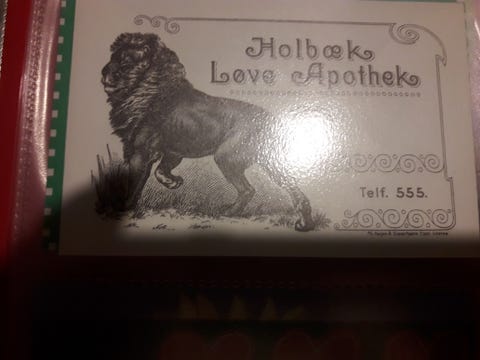 Holbæk
Løve Apothek
Telf. 555.